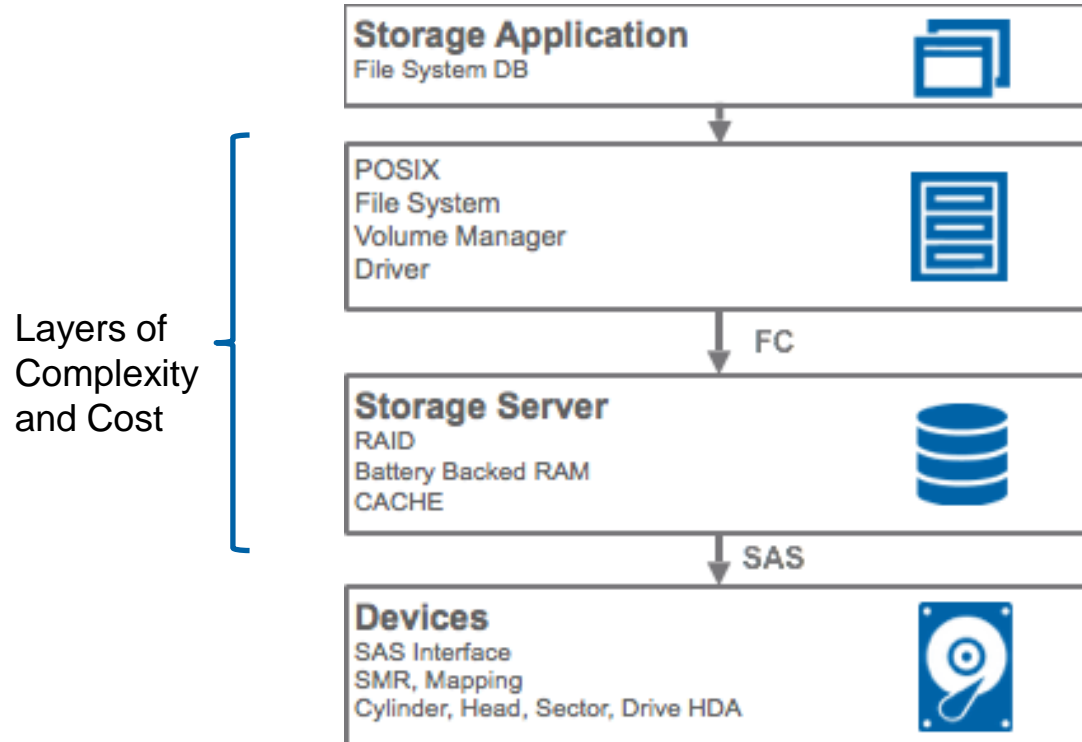 Storage Application
File System DB
Layers of
Complexity
and Cost
POSIX
File System
Volume Manager
Driver
FC
Storage Server
RAID
Battery Backed RAM
CACHE
SAS
Devices
SAS Interface
SMR, Mapping
Cylinder, Head, Sector, Drive HDA